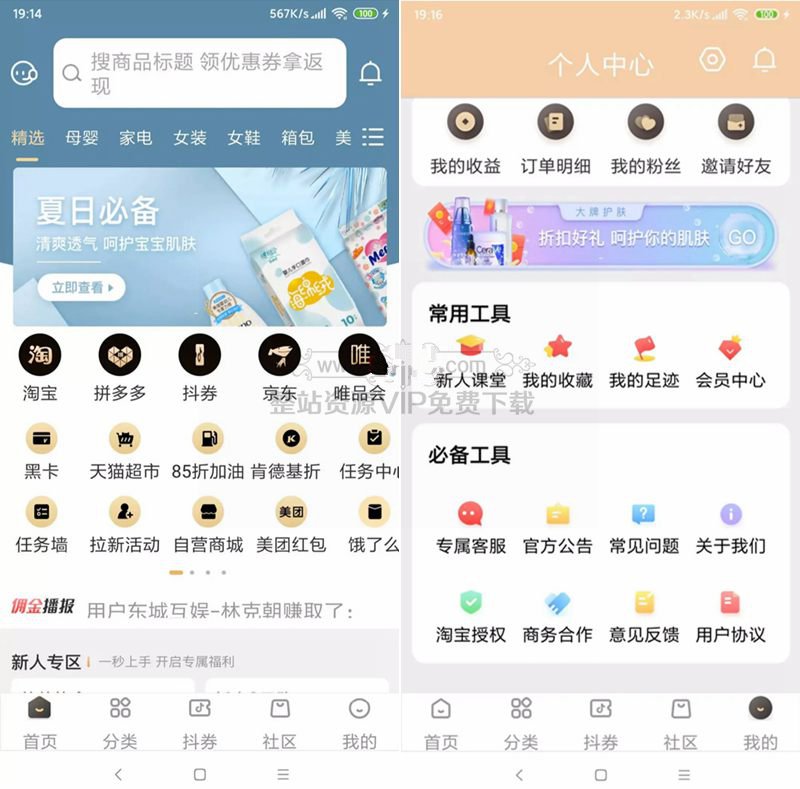 19:14
567K/s
100
搜商品标题 领优惠券拿返
现
精选 母婴 家电 女装 女鞋 箱包 美
夏日必备
清爽透气 呵护宝宝肌肤
立即查看
海绵绒
10
淘 唯
淘宝 拼多多 抖券 京东 唯品会
黑卡 天猫超市 85折加油 肯德基折 任务中心
美团
任务墙 拉新活动 自营商城 美团红包 饿了么
佣金播报 用户东城互娱-林克朝赚取了:
新人专区 一秒上手 开启专属福利
首页 分类 抖券 社区 我的
19:16
2.3K/s
100
个人中心
我的收益 订单明细 我的粉丝 邀请好友
大牌护肤
折扣好礼 呵护你的肌肤 GO
CeraVe
常用工具
新人课堂 我的收藏 我的足迹 会员中心
必备工具
专属客服 官方公告 常见问题 关于我们
淘宝授权 商务合作 意见反馈 用户协议
首页 分类 抖券 社区 我的
整站资源VIP免费下载